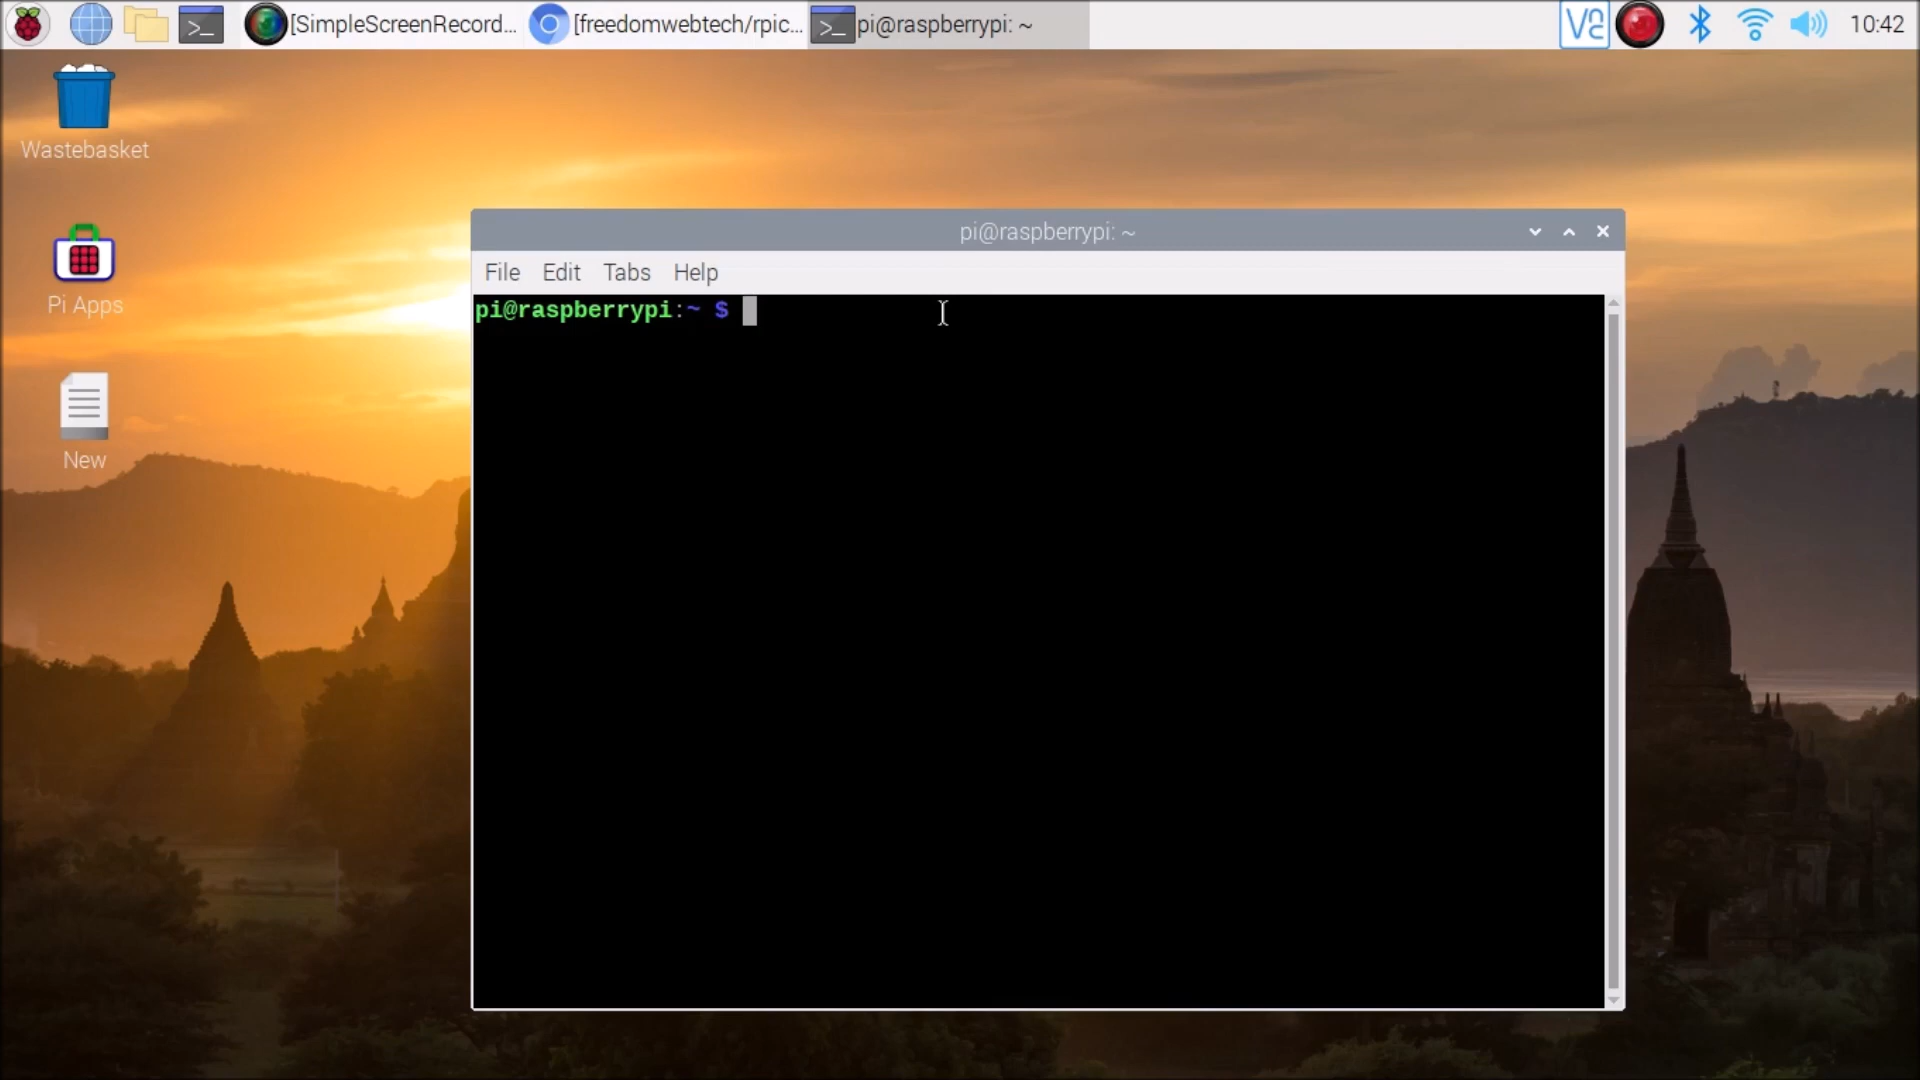 [SimpleScreenRecord...
[freedomwebtech/rpic...
>_ pi@raspberrypi: ~
10:42
Wastebasket
Pi Apps
New
pi@raspberrypi: ~
File Edit Tabs Help
pi@raspberrypi:~ $